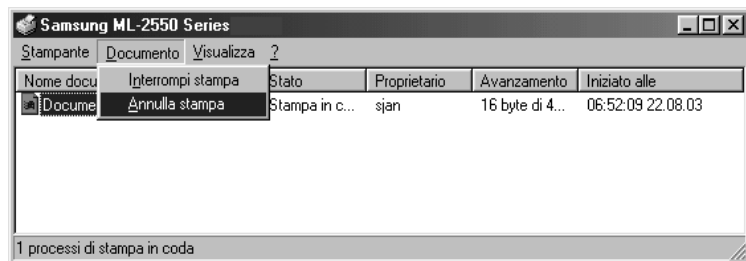 Samsung ML-2550 Series
Stampante Documento Visualizza ?
Nome docu Stato Proprietario Avanzamento Iniziato alle
Interrompi stampa
Docume Stampa in c... sjan 16 byte di 4... 06:52:09 22.08.03
Annulla stampa
1 processi di stampa in coda